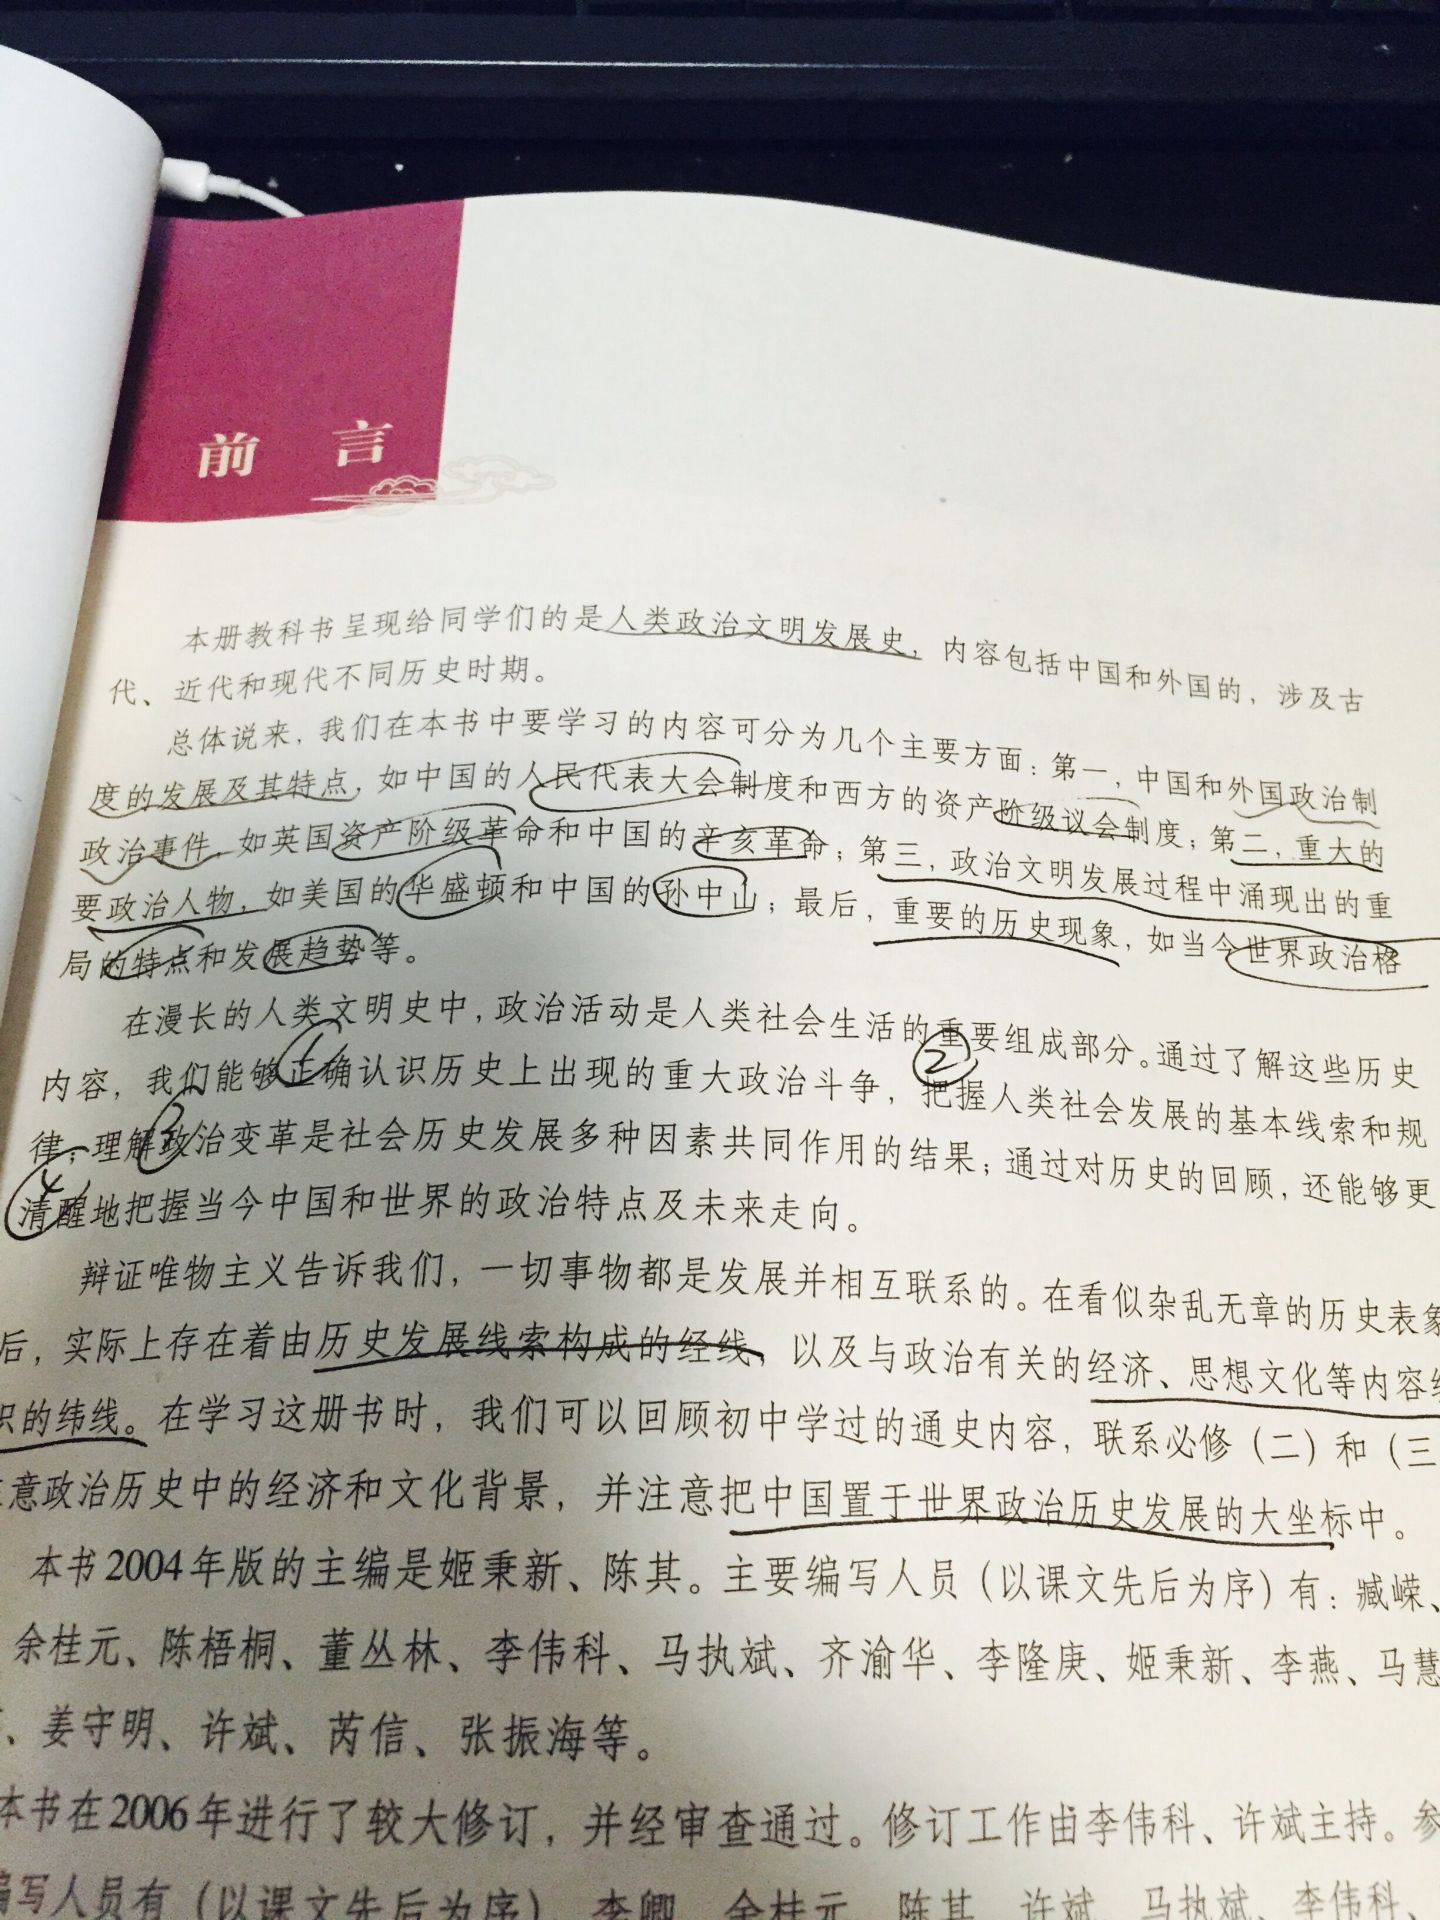 前言
本册教科书呈现给同学们的是人类政治文明发展史，内容包括中国和外国的，涉及古
代、近代和现代不同历史时期。
总体说来，我们在本书中要学习的内容可分为几个主要方面：第一，中国和外国政治制
度的发展及其特点，如中国的人民代表大会制度和西方的资产阶级议会制度；第二，重大的
政治事件，如英国资产阶级革命和中国的辛亥革命；第三，政治文明发展过程中涌现出的重
要政治人物，如美国的华盛顿和中国的孙中山；最后，重要的历史现象，如当今世界政治格
局的特点和发展趋势等。
在漫长的人类文明史中，政治活动是人类社会生活的重要组成部分。通过了解这些历史
① ②
内容，我们能够正确认识历史上出现的重大政治斗争，把握人类社会发展的基本线索和规
③
律；理解政治变革是社会历史发展多种因素共同作用的结果；通过对历史的回顾，还能够更
④
清醒地把握当今中国和世界的政治特点及未来走向。
辩证唯物主义告诉我们，一切事物都是发展并相互联系的。在看似杂乱无章的历史表象
后，实际上存在着由历史发展线索构成的经线，以及与政治有关的经济、思想文化等内容
织的纬线。在学习这册书时，我们可以回顾初中学过的通史内容，联系必修（二）和（三
意政治历史中的经济和文化背景，并注意把中国置于世界政治历史发展的大坐标中。
本书2004年版的主编是姬秉新、陈其。主要编写人员（以课文先后为序）有：臧嵘、
余桂元、陈梧桐、董丛林、李伟科、马执斌、齐渝华、李隆庚、姬秉新、李燕、马慧
、姜守明、许斌、芮信、张振海等。
本书在2006年进行了较大修订，并经审查通过。修订工作由李伟科、许斌主持。参
编写人员有（以课文先后为序）李卿、余桂元、陈其、许斌、马执斌、李伟科、